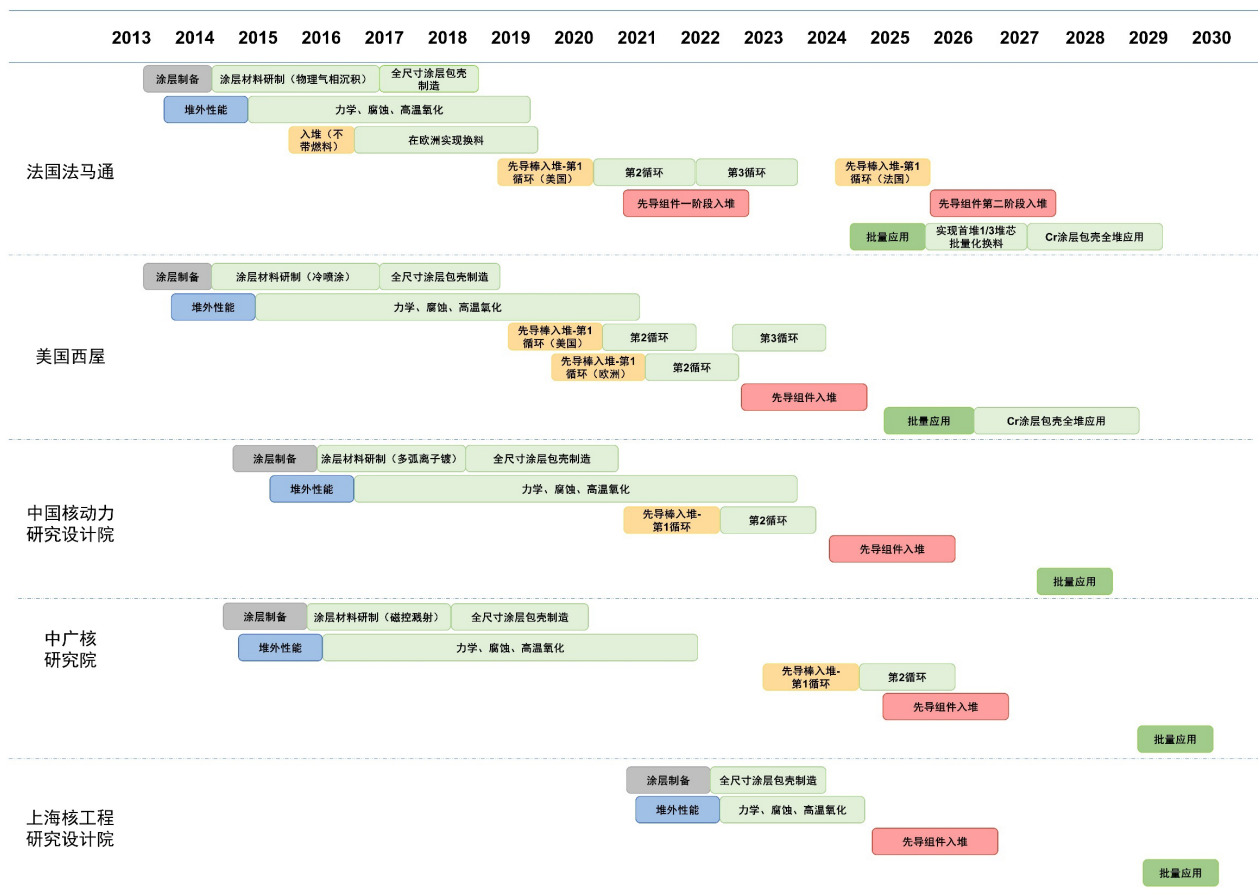 2013 2014 2015 2016 2017 2018 2019 2020 2021 2022 2023 2024 2025 2026 2027 2028 2029 2030
法国法马通
涂层制备
涂层材料研制（物理气相沉积）
全尺寸涂层包壳
制造
堆外性能
力学、腐蚀、高温氧化
入堆（不
带燃料）
在欧洲实现换料
先导棒入堆-第1
循环（美国）
第2循环
第3循环
先导棒入堆-第1
循环（法国）
先导组件一阶段入堆
先导组件第二阶段入堆
批量应用
实现首堆1/3堆芯
批量化换料
Cr涂层包壳全堆应用
美国西屋
涂层制备
涂层材料研制（冷喷涂）
全尺寸涂层包壳制造
堆外性能
力学、腐蚀、高温氧化
先导棒入堆-第1
循环（美国）
第2循环
第3循环
先导棒入堆-第1
循环（欧洲）
第2循环
先导组件入堆
批量应用
Cr涂层包壳全堆应用
中国核动力
研究设计院
涂层制备
涂层材料研制（多弧离子镀）
全尺寸涂层包壳制造
堆外性能
力学、腐蚀、高温氧化
先导棒入堆-
第1循环
第2循环
先导组件入堆
批量应用
中广核
研究院
涂层制备
涂层材料研制（磁控溅射）
全尺寸涂层包壳制造
堆外性能
力学、腐蚀、高温氧化
先导棒入堆-
第1循环
第2循环
先导组件入堆
批量应用
上海核工程
研究设计院
涂层制备
全尺寸涂层包壳制造
堆外性能
力学、腐蚀、高温氧化
先导组件入堆
批量应用